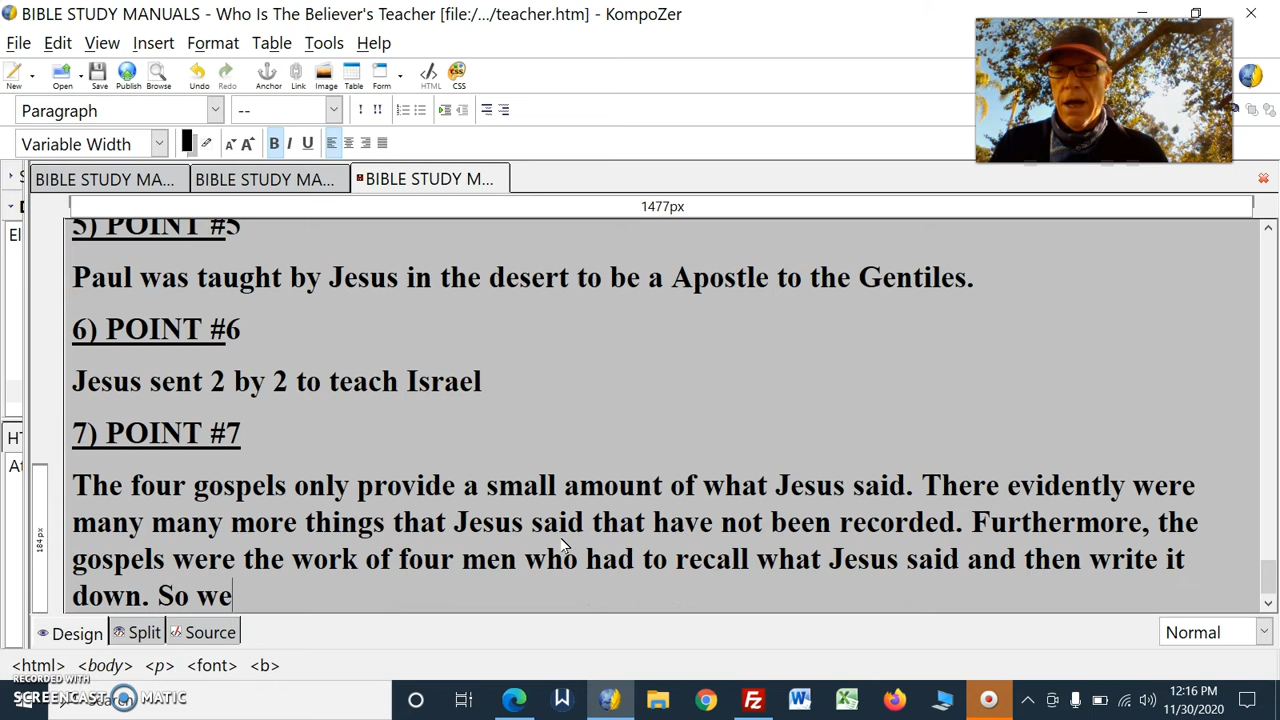 BIBLE STUDY MANUALS - Who Is The Believer's Teacher [file:/.../teacher.htm] - KompoZer
File Edit View Insert Format Table Tools Help
New Open Save Publish Browse Undo Redo Anchor Link Image Table Form HTML CSS
Paragraph --
Variable Width B I U
BIBLE STUDY MA... BIBLE STUDY MA... BIBLE STUDY M...
1477px
5) POINT #5
Paul was taught by Jesus in the desert to be a Apostle to the Gentiles.
6) POINT #6
Jesus sent 2 by 2 to teach Israel
7) POINT #7
The four gospels only provide a small amount of what Jesus said. There evidently were
many many more things that Jesus said that have not been recorded. Furthermore, the
gospels were the work of four men who had to recall what Jesus said and then write it
184 px
down. So we
Design Split Source Normal
<html> <body> <p> <font> <b>
RECORDED WITH
SCREENCAST MATIC
12:16 PM
11/30/2020